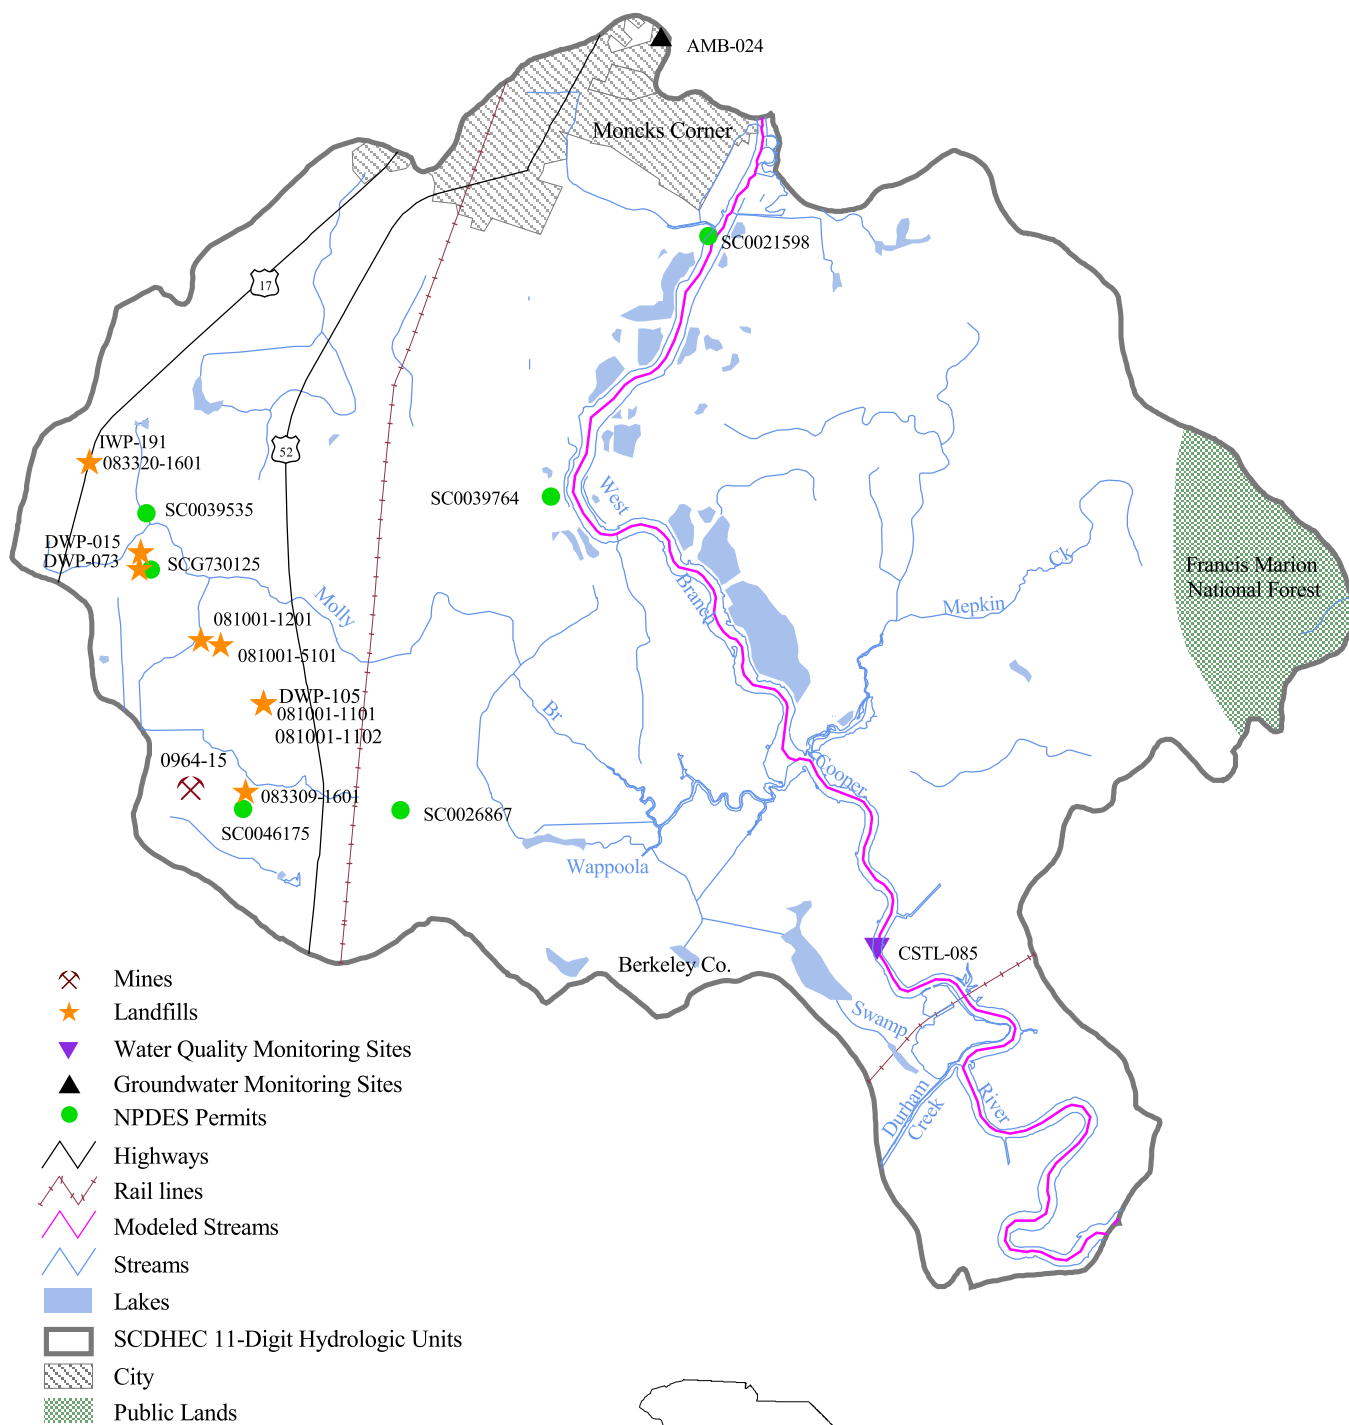 AMB-024
Moncks Corner
SC0021598
17
52
IWP-191
083320-1601
SC0039535
DWP-015
DWP-073
SCG730125
SC0039764
West
Branch
Francis Marion
National Forest
Ck
Mepkin
Molly
081001-1201
081001-5101
DWP-105
081001-1101
081001-1102
Br
0964-15
083309-1601
SC0046175
SC0026867
Cooper
Wappoola
Berkeley Co.
CSTL-085
Swamp
Durham
Creek
River
Mines
Landfills
Water Quality Monitoring Sites
Groundwater Monitoring Sites
NPDES Permits
Highways
Rail lines
Modeled Streams
Streams
Lakes
SCDHEC 11-Digit Hydrologic Units
City
Public Lands